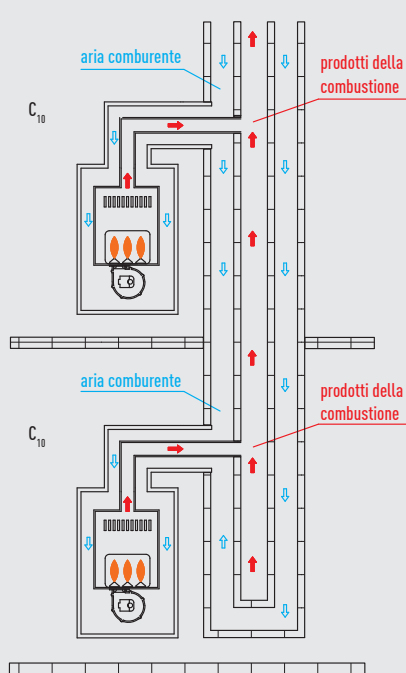 aria comburente
prodotti della
combustione
C₁₀
aria comburente
prodotti della
combustione
C₁₀